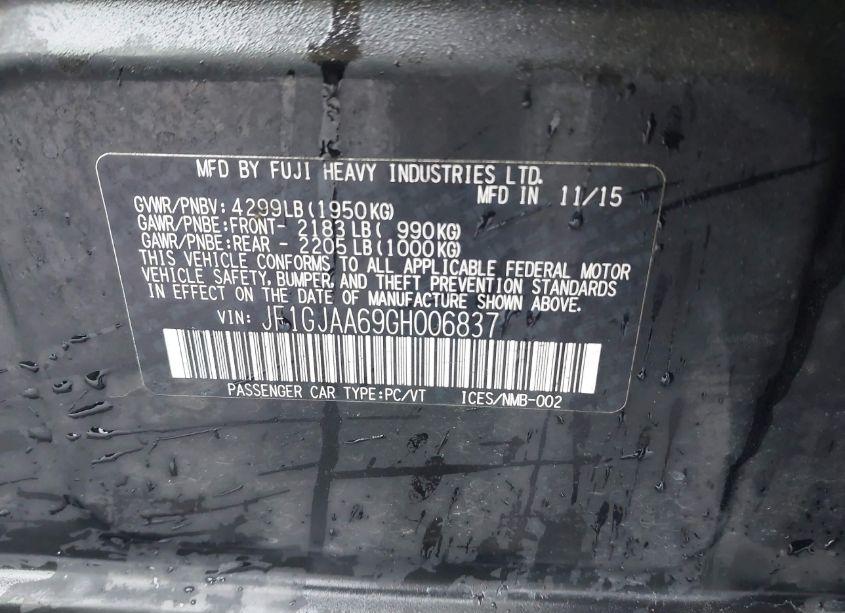 MFD BY FUJI HEAVY INDUSTRIES LTD.
MFD IN 11/15
GVWR/PNBV: 4299LB(1950KG)
GAWR/PNBE:FRONT- 2183LB( 990KG)
GAWR/PNBE:REAR - 2205LB(1000KG)
THIS VEHICLE CONFORMS TO ALL APPLICABLE FEDERAL MOTOR
VEHICLE SAFETY, BUMPER, AND THEFT PREVENTION STANDARDS
IN EFFECT ON THE DATE OF MANUFACTURE SHOWN ABOVE.
VIN: JF1GJAA69GH006837
PASSENGER CAR TYPE:PC/VT ICES/NMB-002